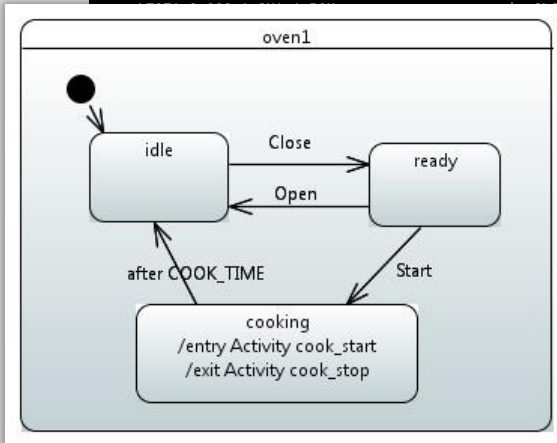 oven1
idle
Close
ready
Open
after COOK_TIME
Start
cooking
/entry Activity cook_start
/exit Activity cook_stop